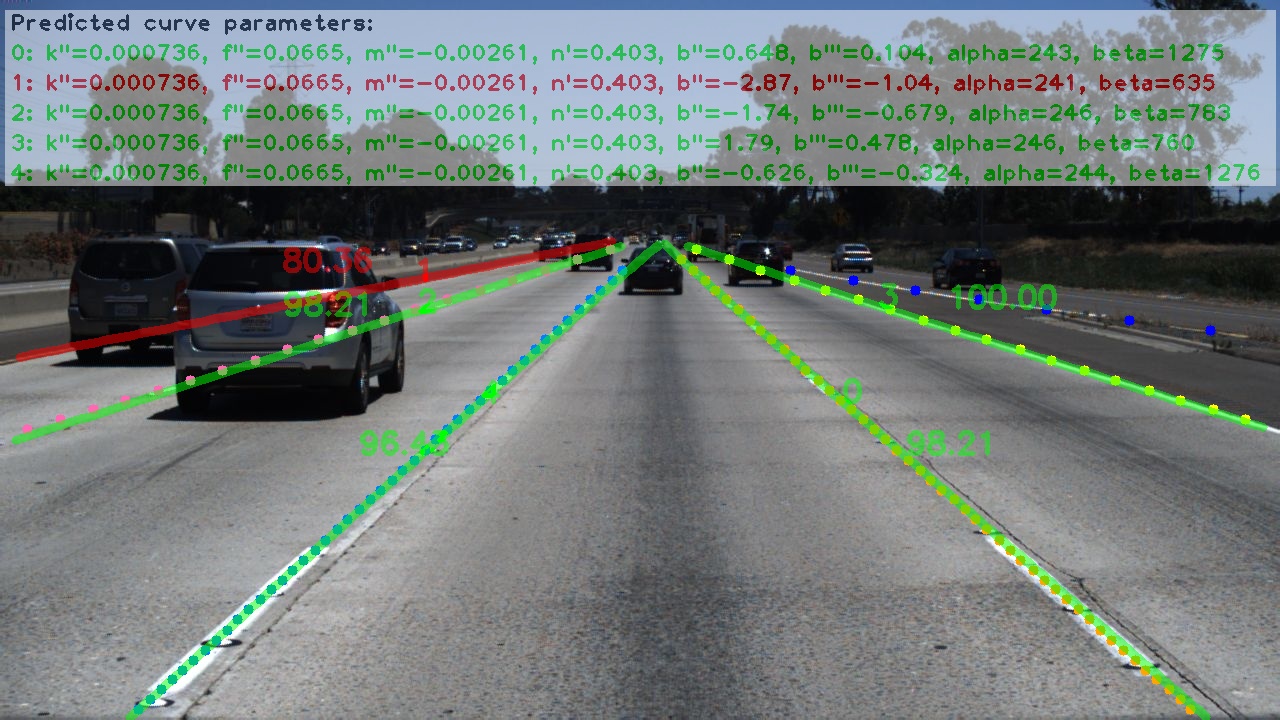 Predicted curve parameters:
0: k''=0.000736, f''=0.0665, m''=−0.00261, n'=0.403, b''=0.648, b'''=0.104, alpha=243, beta=1275
1: k''=0.000736, f''=0.0665, m''=−0.00261, n'=0.403, b''=−2.87, b'''=−1.04, alpha=241, beta=635
2: k''=0.000736, f''=0.0665, m''=−0.00261, n'=0.403, b''=−1.74, b'''=−0.679, alpha=246, beta=783
3: k''=0.000736, f''=0.0665, m''=−0.00261, n'=0.403, b''=1.79, b'''=0.478, alpha=246, beta=760
4: k''=0.000736, f''=0.0665, m''=−0.00261, n'=0.403, b''=−0.626, b'''=−0.324, alpha=244, beta=1276
80.36 1
98.21 2
3 100.00
0
96.43
98.21